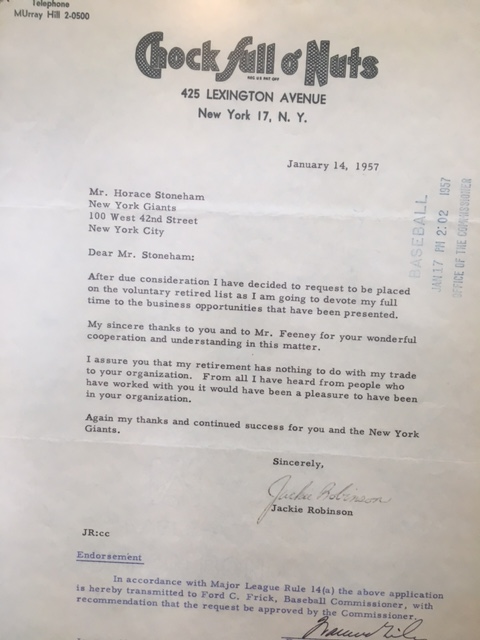 Telephone
MUrray Hill 2-0500
Chock full o' Nuts
REG. U.S. PAT. OFF.
425 LEXINGTON AVENUE
New York 17, N. Y.
January 14, 1957
Mr. Horace Stoneham
New York Giants
100 West 42nd Street
New York City
Dear Mr. Stoneham:
After due consideration I have decided to request to be placed
on the voluntary retired list as I am going to devote my full
time to the business opportunities that have been presented.
My sincere thanks to you and to Mr. Feeney for your wonderful
cooperation and understanding in this matter.
I assure you that my retirement has nothing to do with my trade
to your organization. From all I have heard from people who
have worked with you it would have been a pleasure to have been
in your organization.
Again my thanks and continued success for you and the New York
Giants.
Sincerely,
Jackie Robinson
Jackie Robinson
JR:cc
Endorsement
In accordance with Major League Rule 14(a) the above application
is hereby transmitted to Ford C. Frick, Baseball Commissioner, with
recommendation that the request be approved by the Commissioner.
BASEBALL
JAN 17 PM 2:02 1957
OFFICE OF THE COMMISSIONER